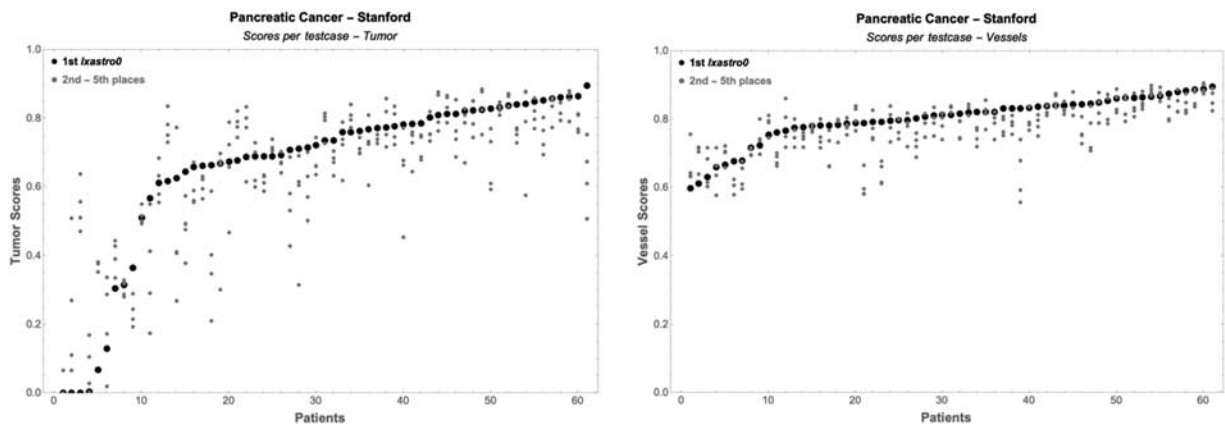 Pancreatic Cancer – Stanford
Scores per testcase – Tumor
1st lxastro0
2nd – 5th places
Tumor Scores
1.0
0.8
0.6
0.4
0.2
0.0
0 10 20 30 40 50 60
Patients
Pancreatic Cancer – Stanford
Scores per testcase – Vessels
1st lxastro0
2nd – 5th places
Vessel Scores
1.0
0.8
0.6
0.4
0.2
0.0
0 10 20 30 40 50 60
Patients